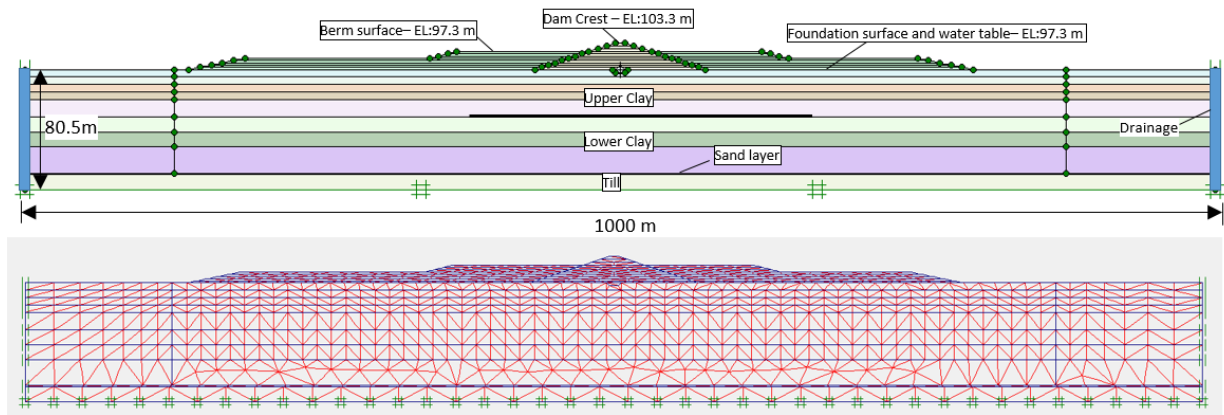 Dam Crest – EL:103.3 m
Berm surface– EL:97.3 m
Foundation surface and water table– EL:97.3 m
Upper Clay
80.5m
Drainage
Lower Clay
Sand layer
Till
1000 m